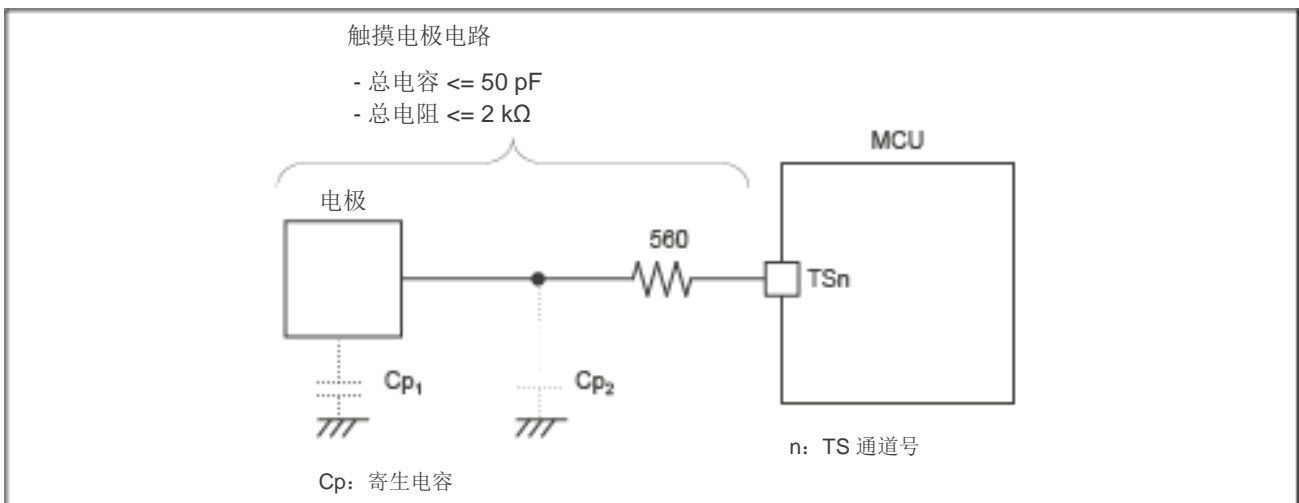 触摸电极电路
- 总电容 <= 50 pF
- 总电阻 <= 2 kΩ
MCU
电极
560
TSn
Cp₁
Cp₂
n：TS 通道号
Cp：寄生电容